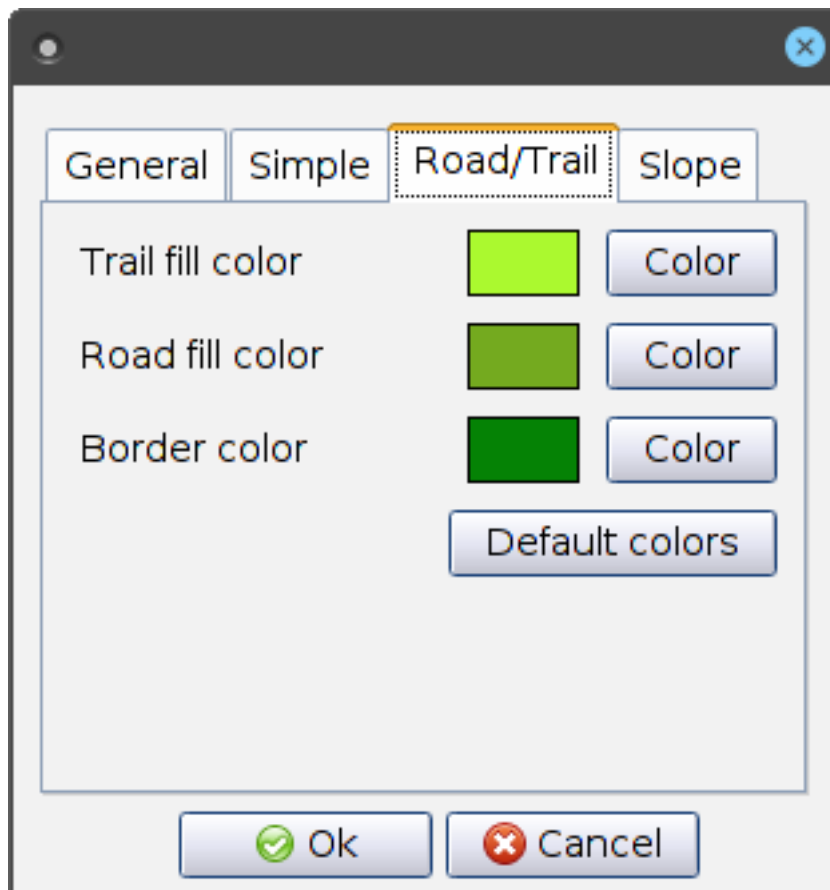 General Simple Road/Trail Slope
Trail fill color Color
Road fill color Color
Border color Color
Default colors
Ok Cancel